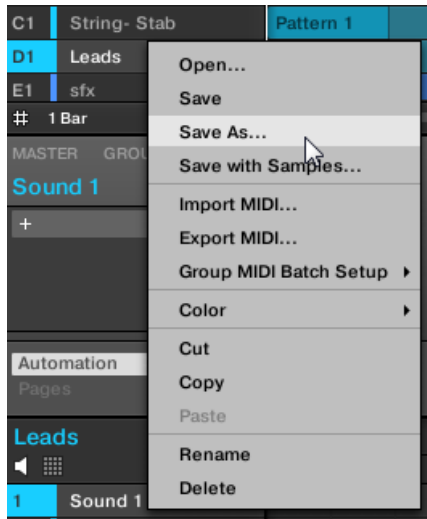 C1 String- Stab Pattern 1
D1 Leads
E1 sfx
1 Bar
MASTER
Sound 1
+
Automation
Pages
Leads
1 Sound 1
Open...
Save
Save As...
Save with Samples...
Import MIDI...
Export MIDI...
Group MIDI Batch Setup
Color
Cut
Copy
Paste
Rename
Delete